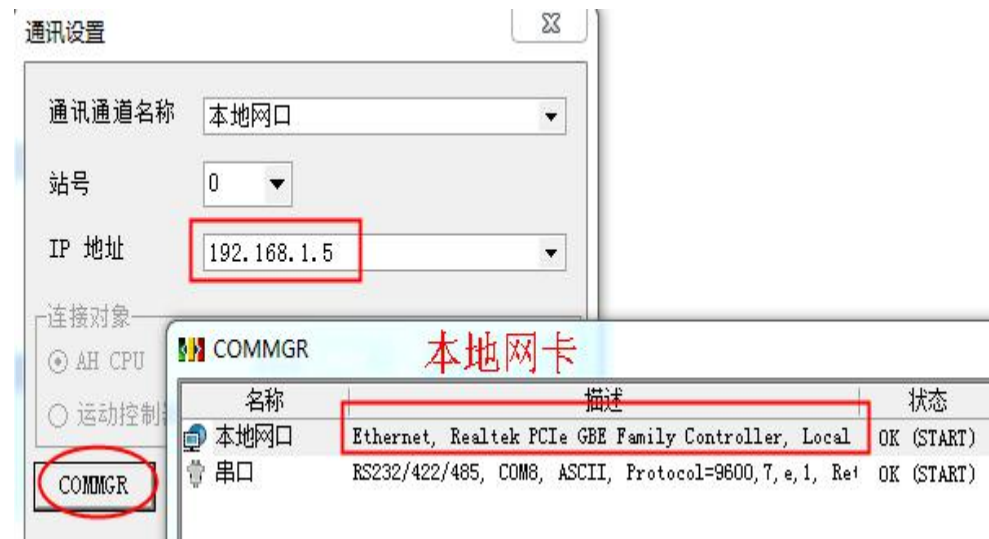 通讯设置
通讯通道名称 本地网口
站号 0
IP 地址 192.168.1.5
连接对象
AH CPU
运动控制
COMMGR
COMMGR 本地网卡
名称 描述 状态
本地网口 Ethernet, Realtek PCIe GBE Family Controller, Local OK (START)
串口 RS232/422/485, COM8, ASCII, Protocol=9600,7,e,1, OK (START)